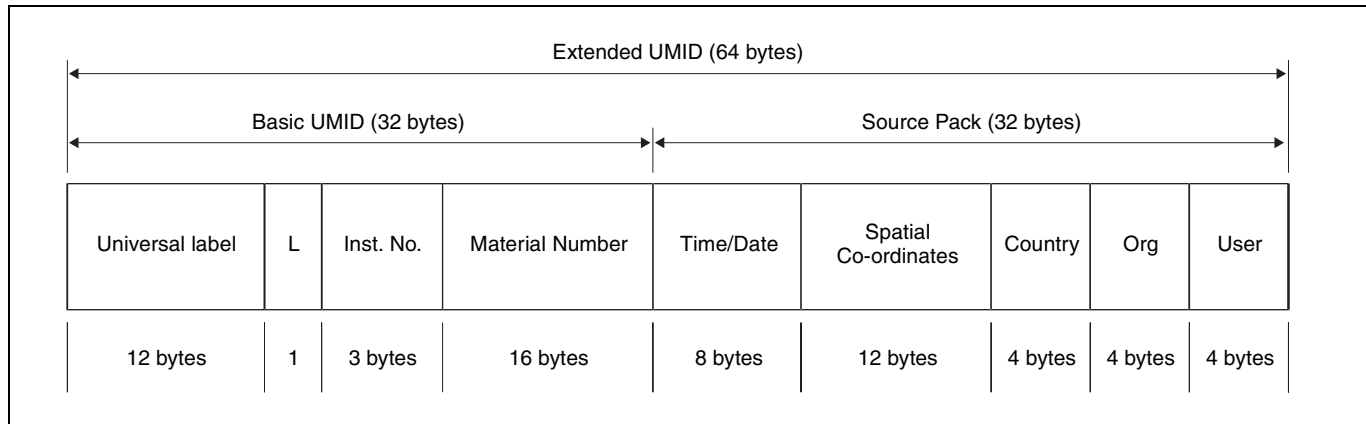 Extended UMID (64 bytes)
Basic UMID (32 bytes) Source Pack (32 bytes)
Universal label L Inst. No. Material Number Time/Date Spatial Co-ordinates Country Org User
12 bytes 1 3 bytes 16 bytes 8 bytes 12 bytes 4 bytes 4 bytes 4 bytes